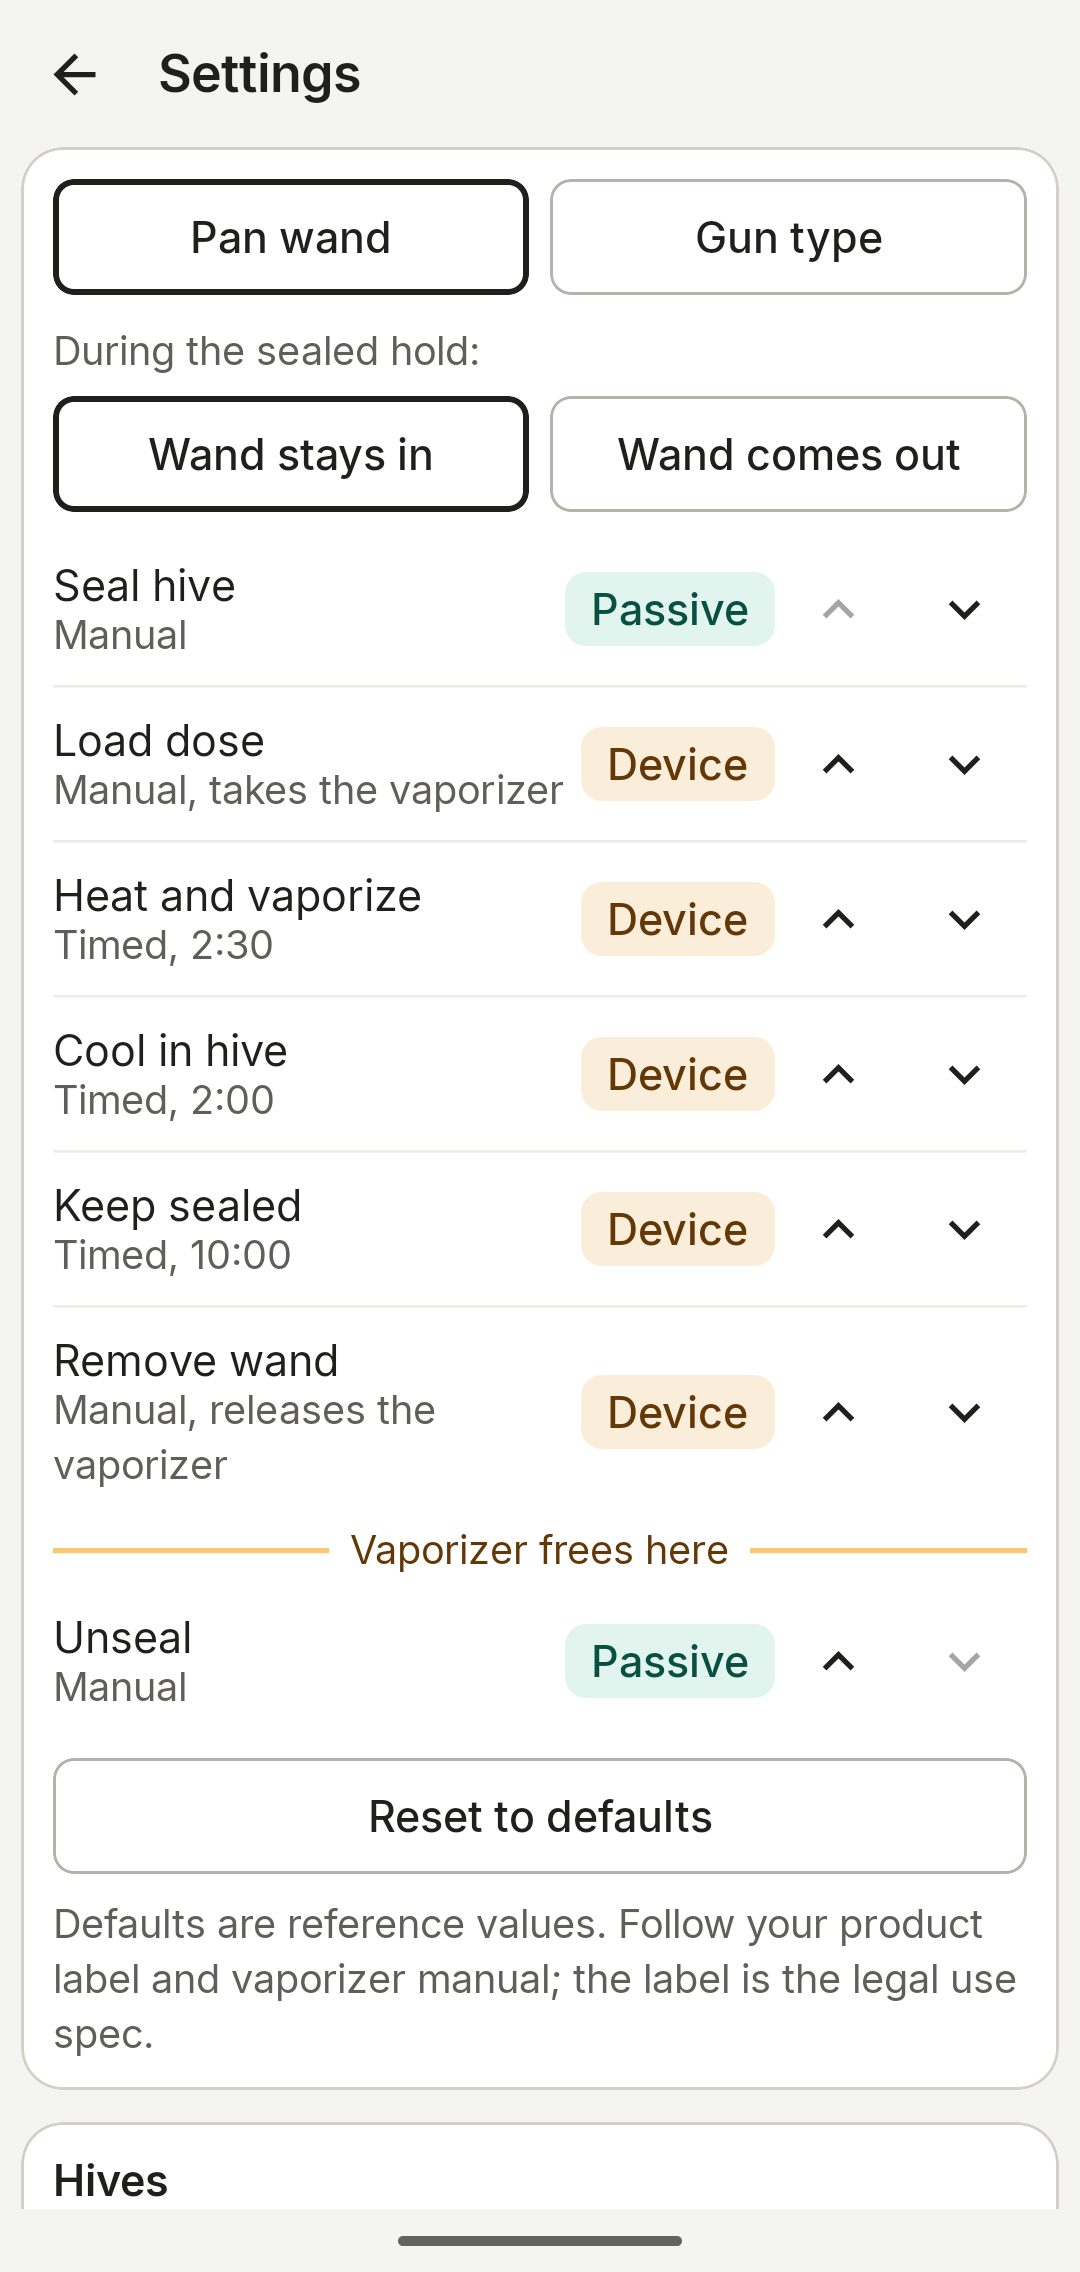 Settings
Pan wand
Gun type
During the sealed hold:
Wand stays in
Wand comes out
Seal hive
Manual
Passive
Load dose
Manual, takes the vaporizer
Device
Heat and vaporize
Timed, 2:30
Device
Cool in hive
Timed, 2:00
Device
Keep sealed
Timed, 10:00
Device
Remove wand
Manual, releases the
vaporizer
Device
Vaporizer frees here
Unseal
Manual
Passive
Reset to defaults
Defaults are reference values. Follow your product
label and vaporizer manual; the label is the legal use
spec.
Hives